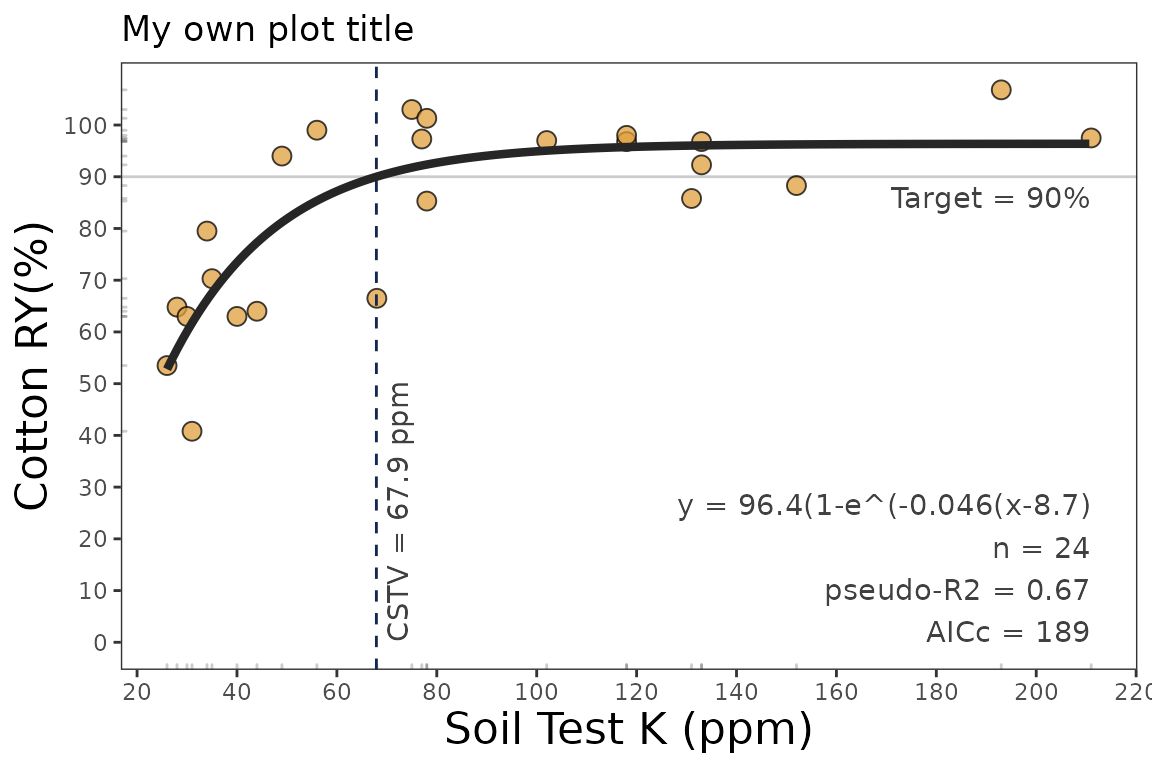 My own plot title
Cotton RY(%)
100
90
80
70
60
50
40
30
20
10
0
Target = 90%
CSTV = 67.9 ppm
y = 96.4(1-e^(-0.046(x-8.7)
n = 24
pseudo-R2 = 0.67
AICc = 189
20 40 60 80 100 120 140 160 180 200 220
Soil Test K (ppm)